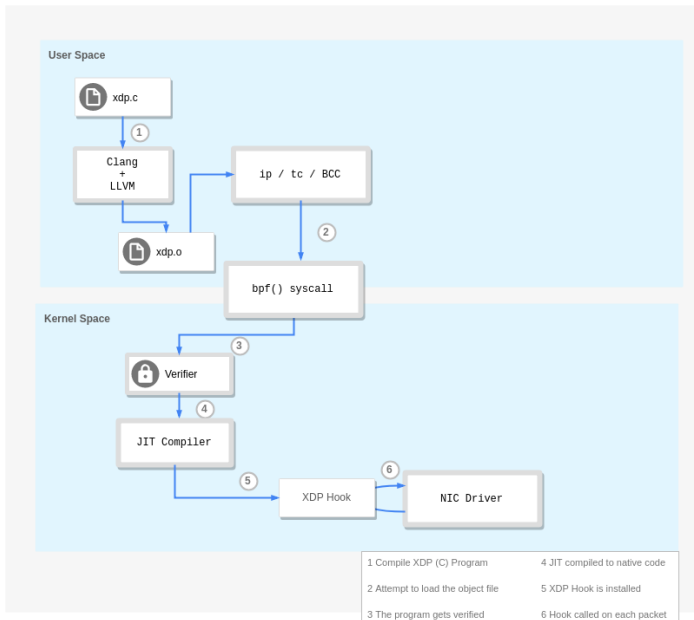 User Space
xdp.c
1
Clang
+
LLVM
ip / tc / BCC
xdp.o
2
bpf() syscall
Kernel Space
3
Verifier
4
JIT Compiler
5
XDP Hook
6
NIC Driver
1 Compile XDP (C) Program
2 Attempt to load the object file
3 The program gets verified
4 JIT compiled to native code
5 XDP Hook is installed
6 Hook called on each packet